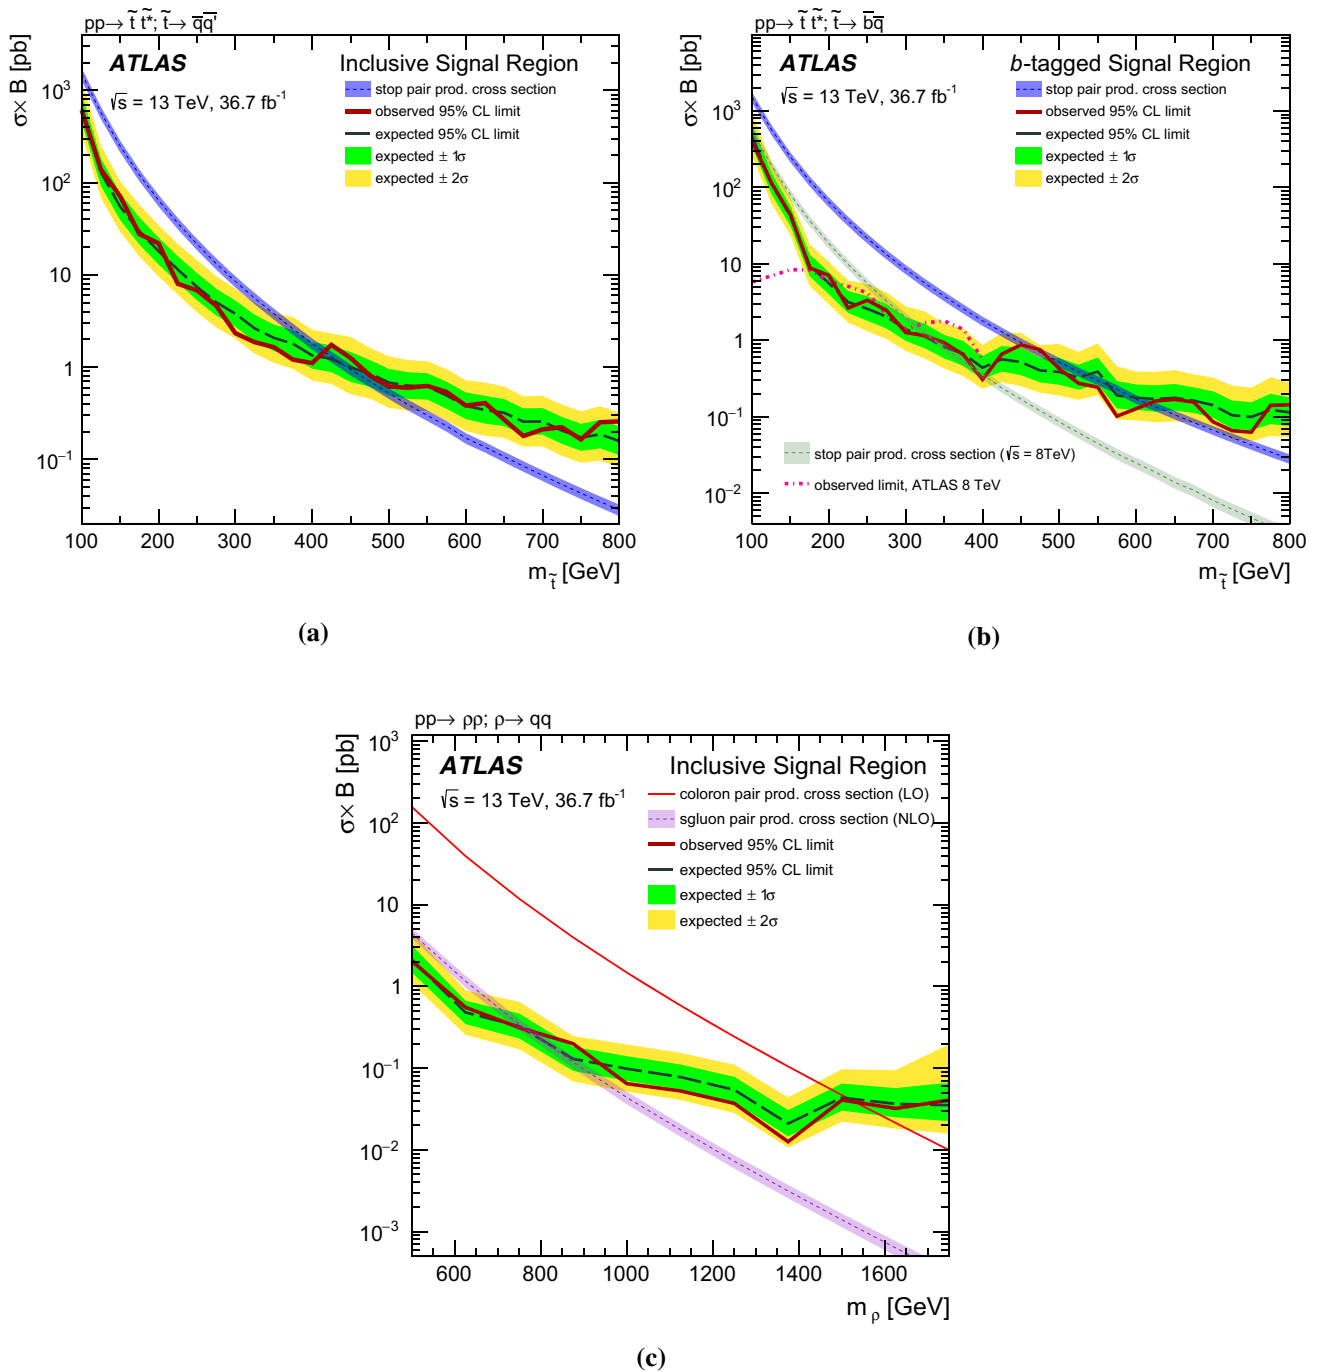 pp→ t̃ t̃*; t̃→ q̄q̄'
σ× B [pb]
ATLAS
Inclusive Signal Region
√s = 13 TeV, 36.7 fb⁻¹
stop pair prod. cross section
observed 95% CL limit
expected 95% CL limit
expected ± 1σ
expected ± 2σ
10³
10²
10
1
10⁻¹
100 200 300 400 500 600 700 800
m_t̃ [GeV]
(a)
pp→ t̃ t̃*; t̃→ b̄q̄
σ× B [pb]
ATLAS
b-tagged Signal Region
√s = 13 TeV, 36.7 fb⁻¹
stop pair prod. cross section
observed 95% CL limit
expected 95% CL limit
expected ± 1σ
expected ± 2σ
10³
10²
10
1
10⁻¹
10⁻²
stop pair prod. cross section (√s = 8TeV)
observed limit, ATLAS 8 TeV
100 200 300 400 500 600 700 800
m_t̃ [GeV]
(b)
pp→ ρρ; ρ→ qq
σ× B [pb]
ATLAS
Inclusive Signal Region
√s = 13 TeV, 36.7 fb⁻¹
coloron pair prod. cross section (LO)
sgluon pair prod. cross section (NLO)
observed 95% CL limit
expected 95% CL limit
expected ± 1σ
expected ± 2σ
10³
10²
10
1
10⁻¹
10⁻²
10⁻³
600 800 1000 1200 1400 1600
m_ρ [GeV]
(c)